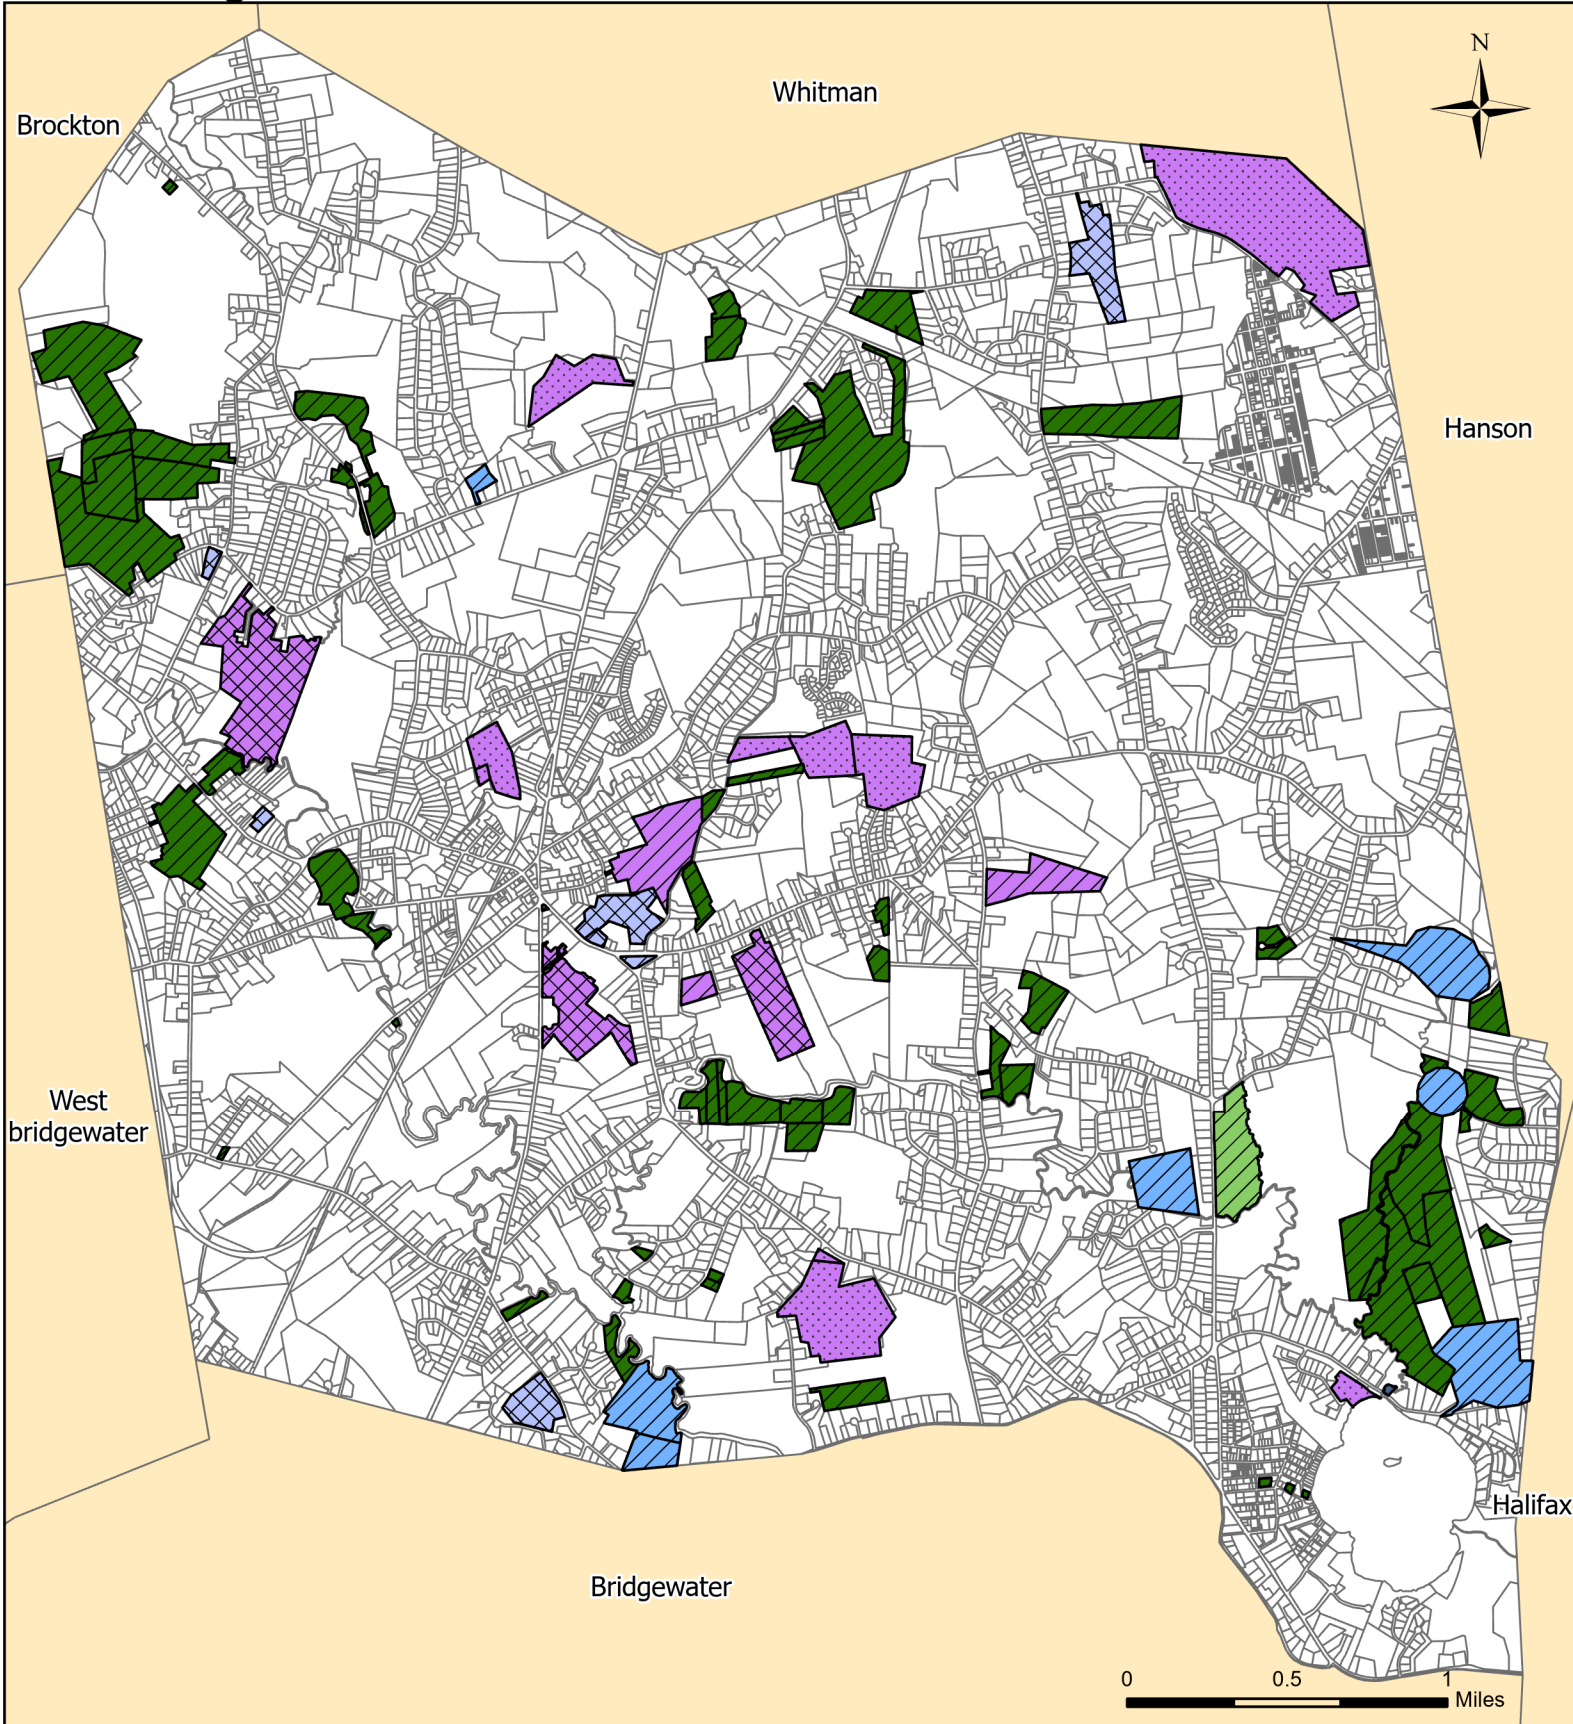 Whitman
N
Brockton
Hanson
West
bridgewater
Halifax
Bridgewater
0 0.5 1
Miles